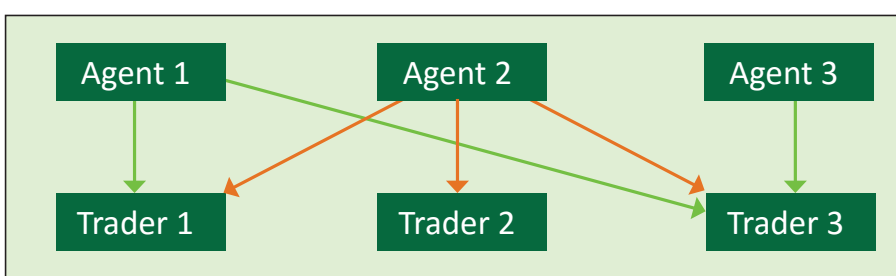 Agent 1
Agent 2
Agent 3
Trader 1
Trader 2
Trader 3